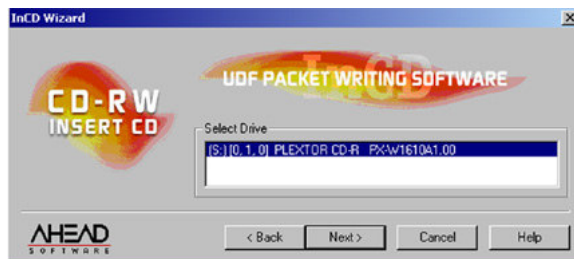 InCD Wizard
InCD
UDF PACKET WRITING SOFTWARE
CD-RW
INSERT CD
Select Drive
(S:) [0, 1, 0] PLEXTOR CD-R PX-W1610A1.00
AHEAD
SOFTWARE
< Back
Next >
Cancel
Help